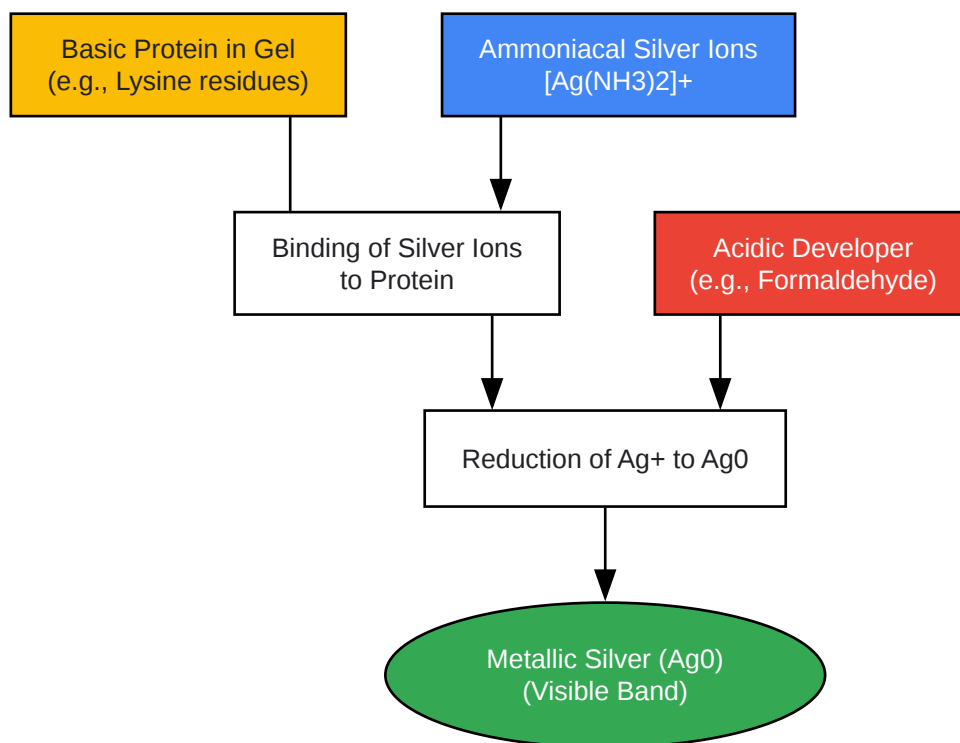 Basic Protein in Gel
(e.g., Lysine residues)
Ammoniacal Silver Ions
[Ag(NH3)2]+
Binding of Silver Ions
to Protein
Acidic Developer
(e.g., Formaldehyde)
Reduction of Ag+ to Ag0
Metallic Silver (Ag0)
(Visible Band)